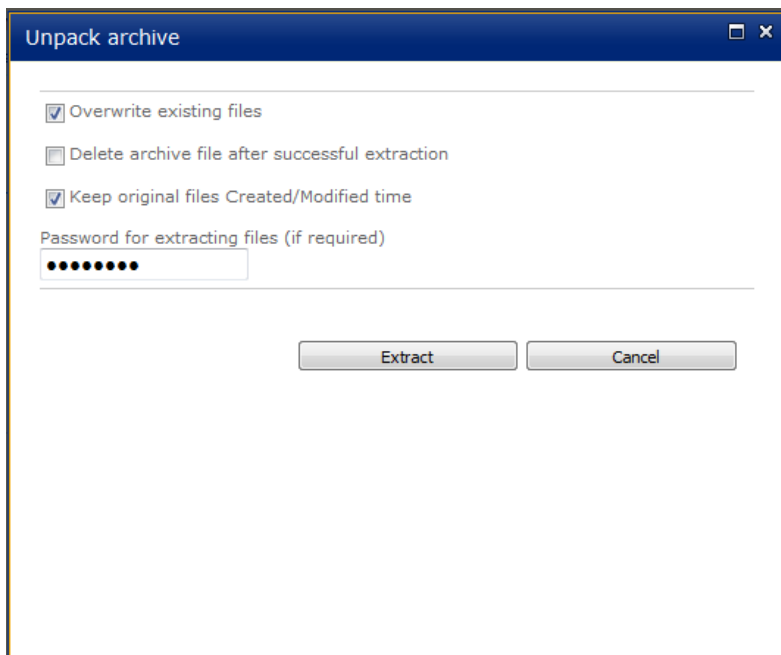 Unpack archive
Overwrite existing files
Delete archive file after successful extraction
Keep original files Created/Modified time
Password for extracting files (if required)
••••••••
Extract Cancel